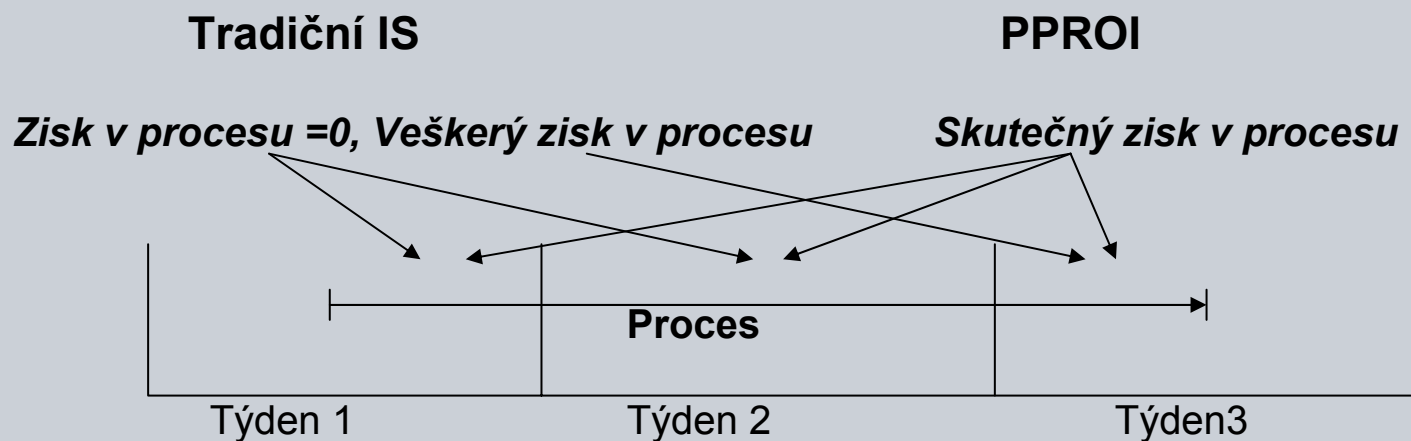 Tradiční IS PPROI
Zisk v procesu =0, Veškerý zisk v procesu Skutečný zisk v procesu
Proces
Týden 1 Týden 2 Týden3